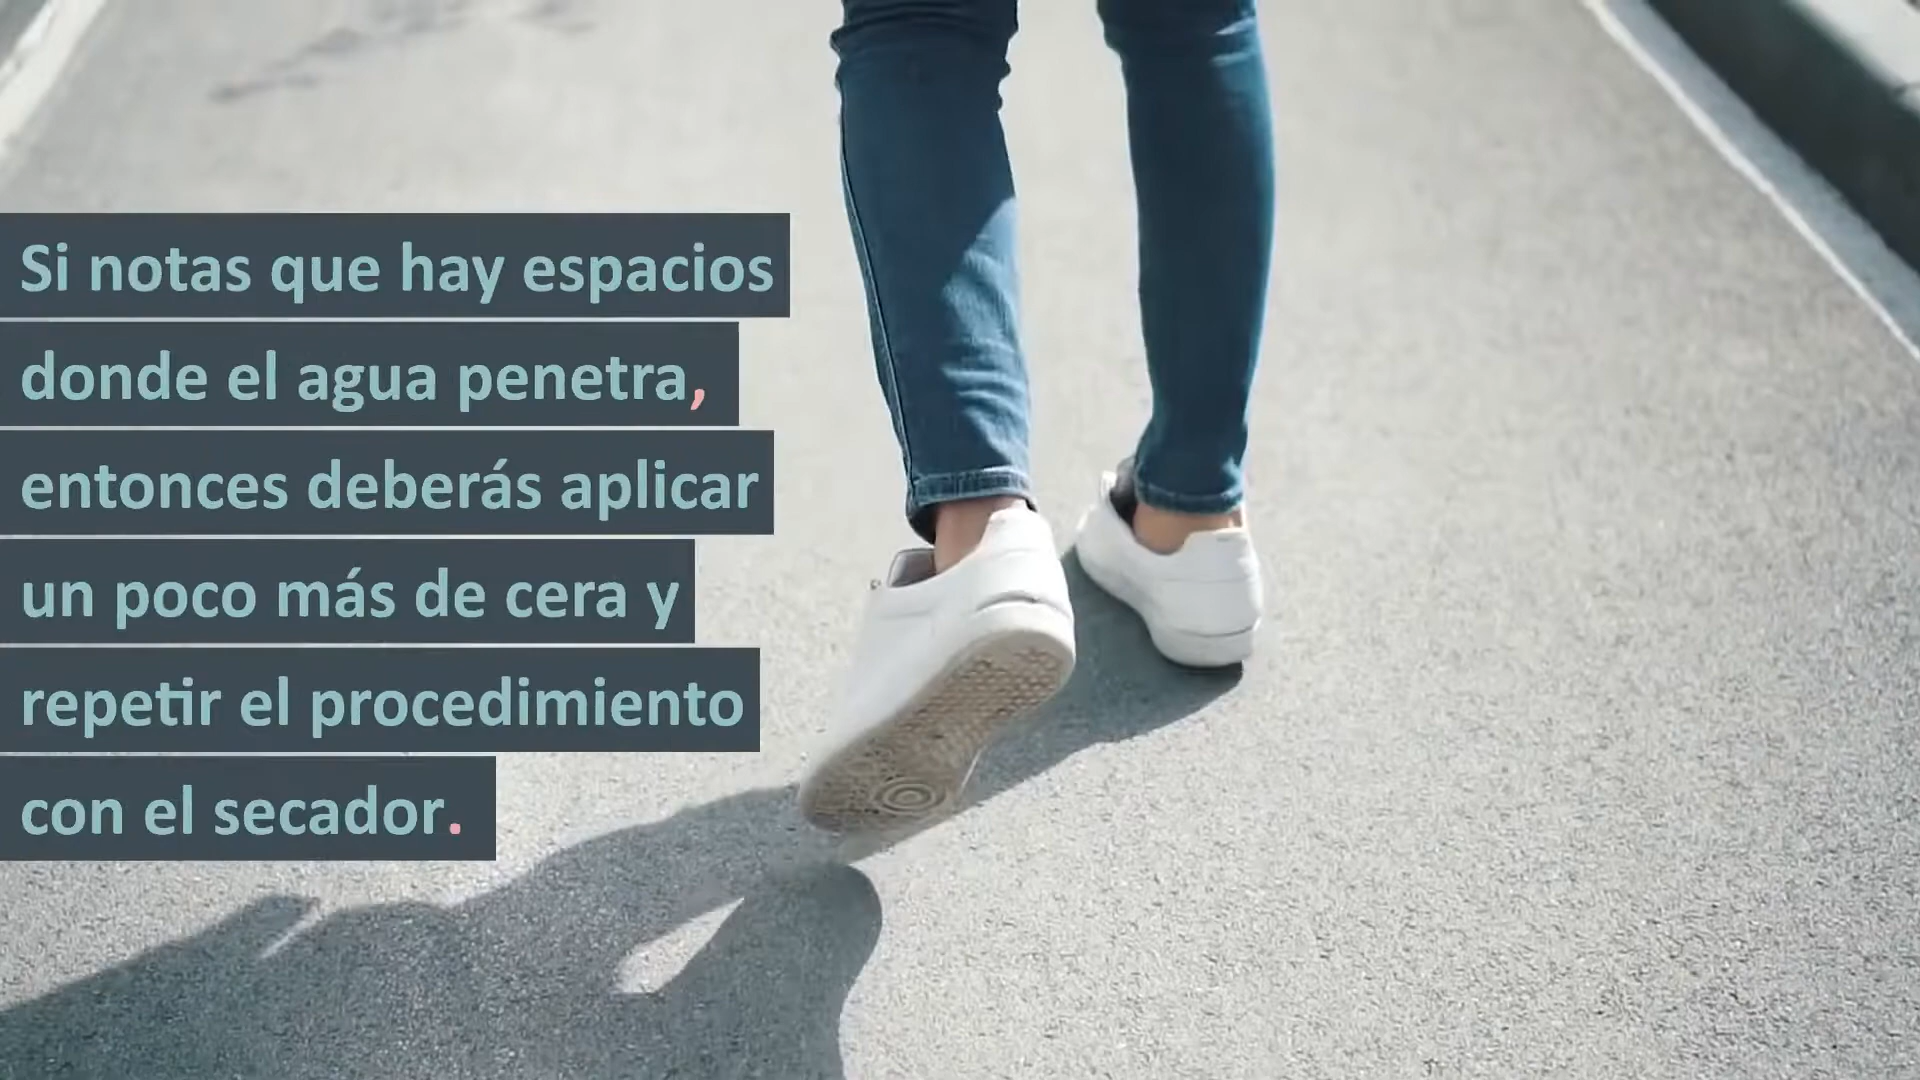 Si notas que hay espacios
donde el agua penetra,
entonces deberás aplicar
un poco más de cera y
repetir el procedimiento
con el secador.